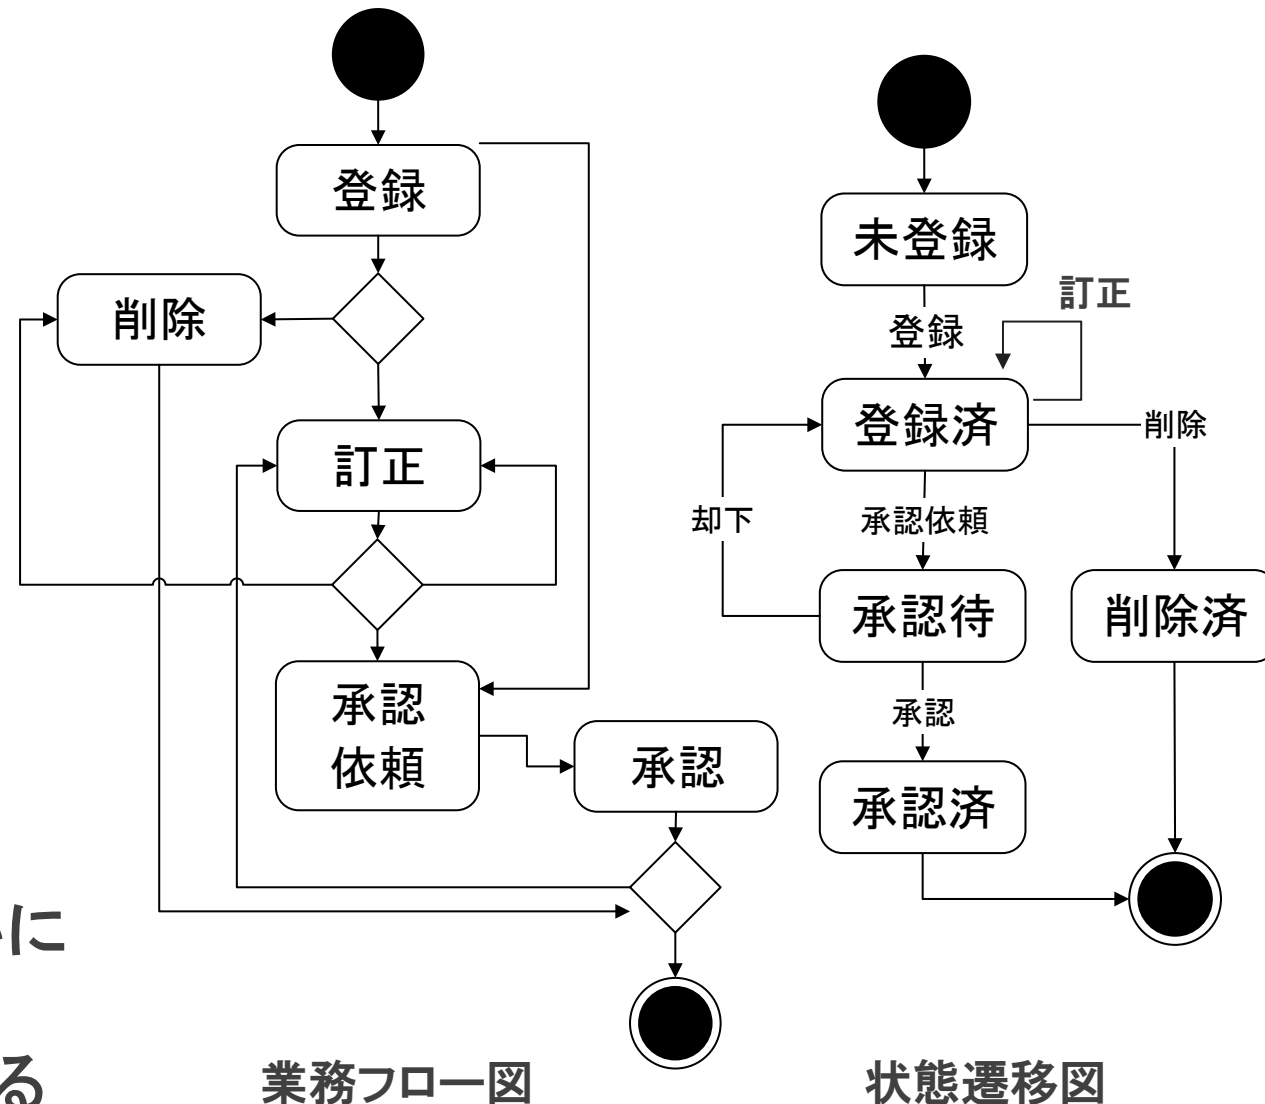 登録
削除
訂正
承認
依頼
承認
に
る
業務フロー図
未登録
登録
訂正
登録済
削除
却下
承認依頼
承認待
削除済
承認
承認済
状態遷移図